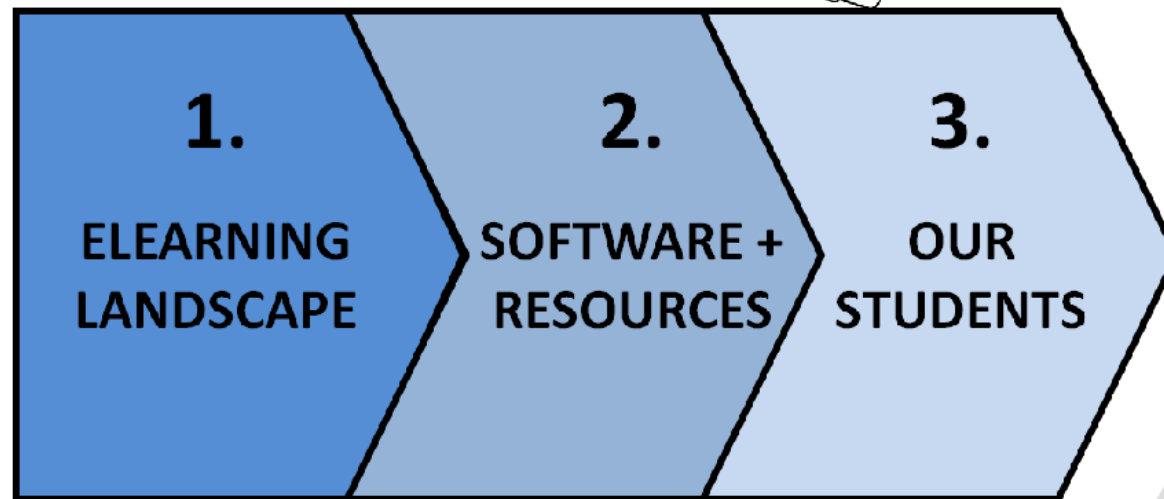 1.
ELEARNING
LANDSCAPE
2.
SOFTWARE +
RESOURCES
3.
OUR
STUDENTS